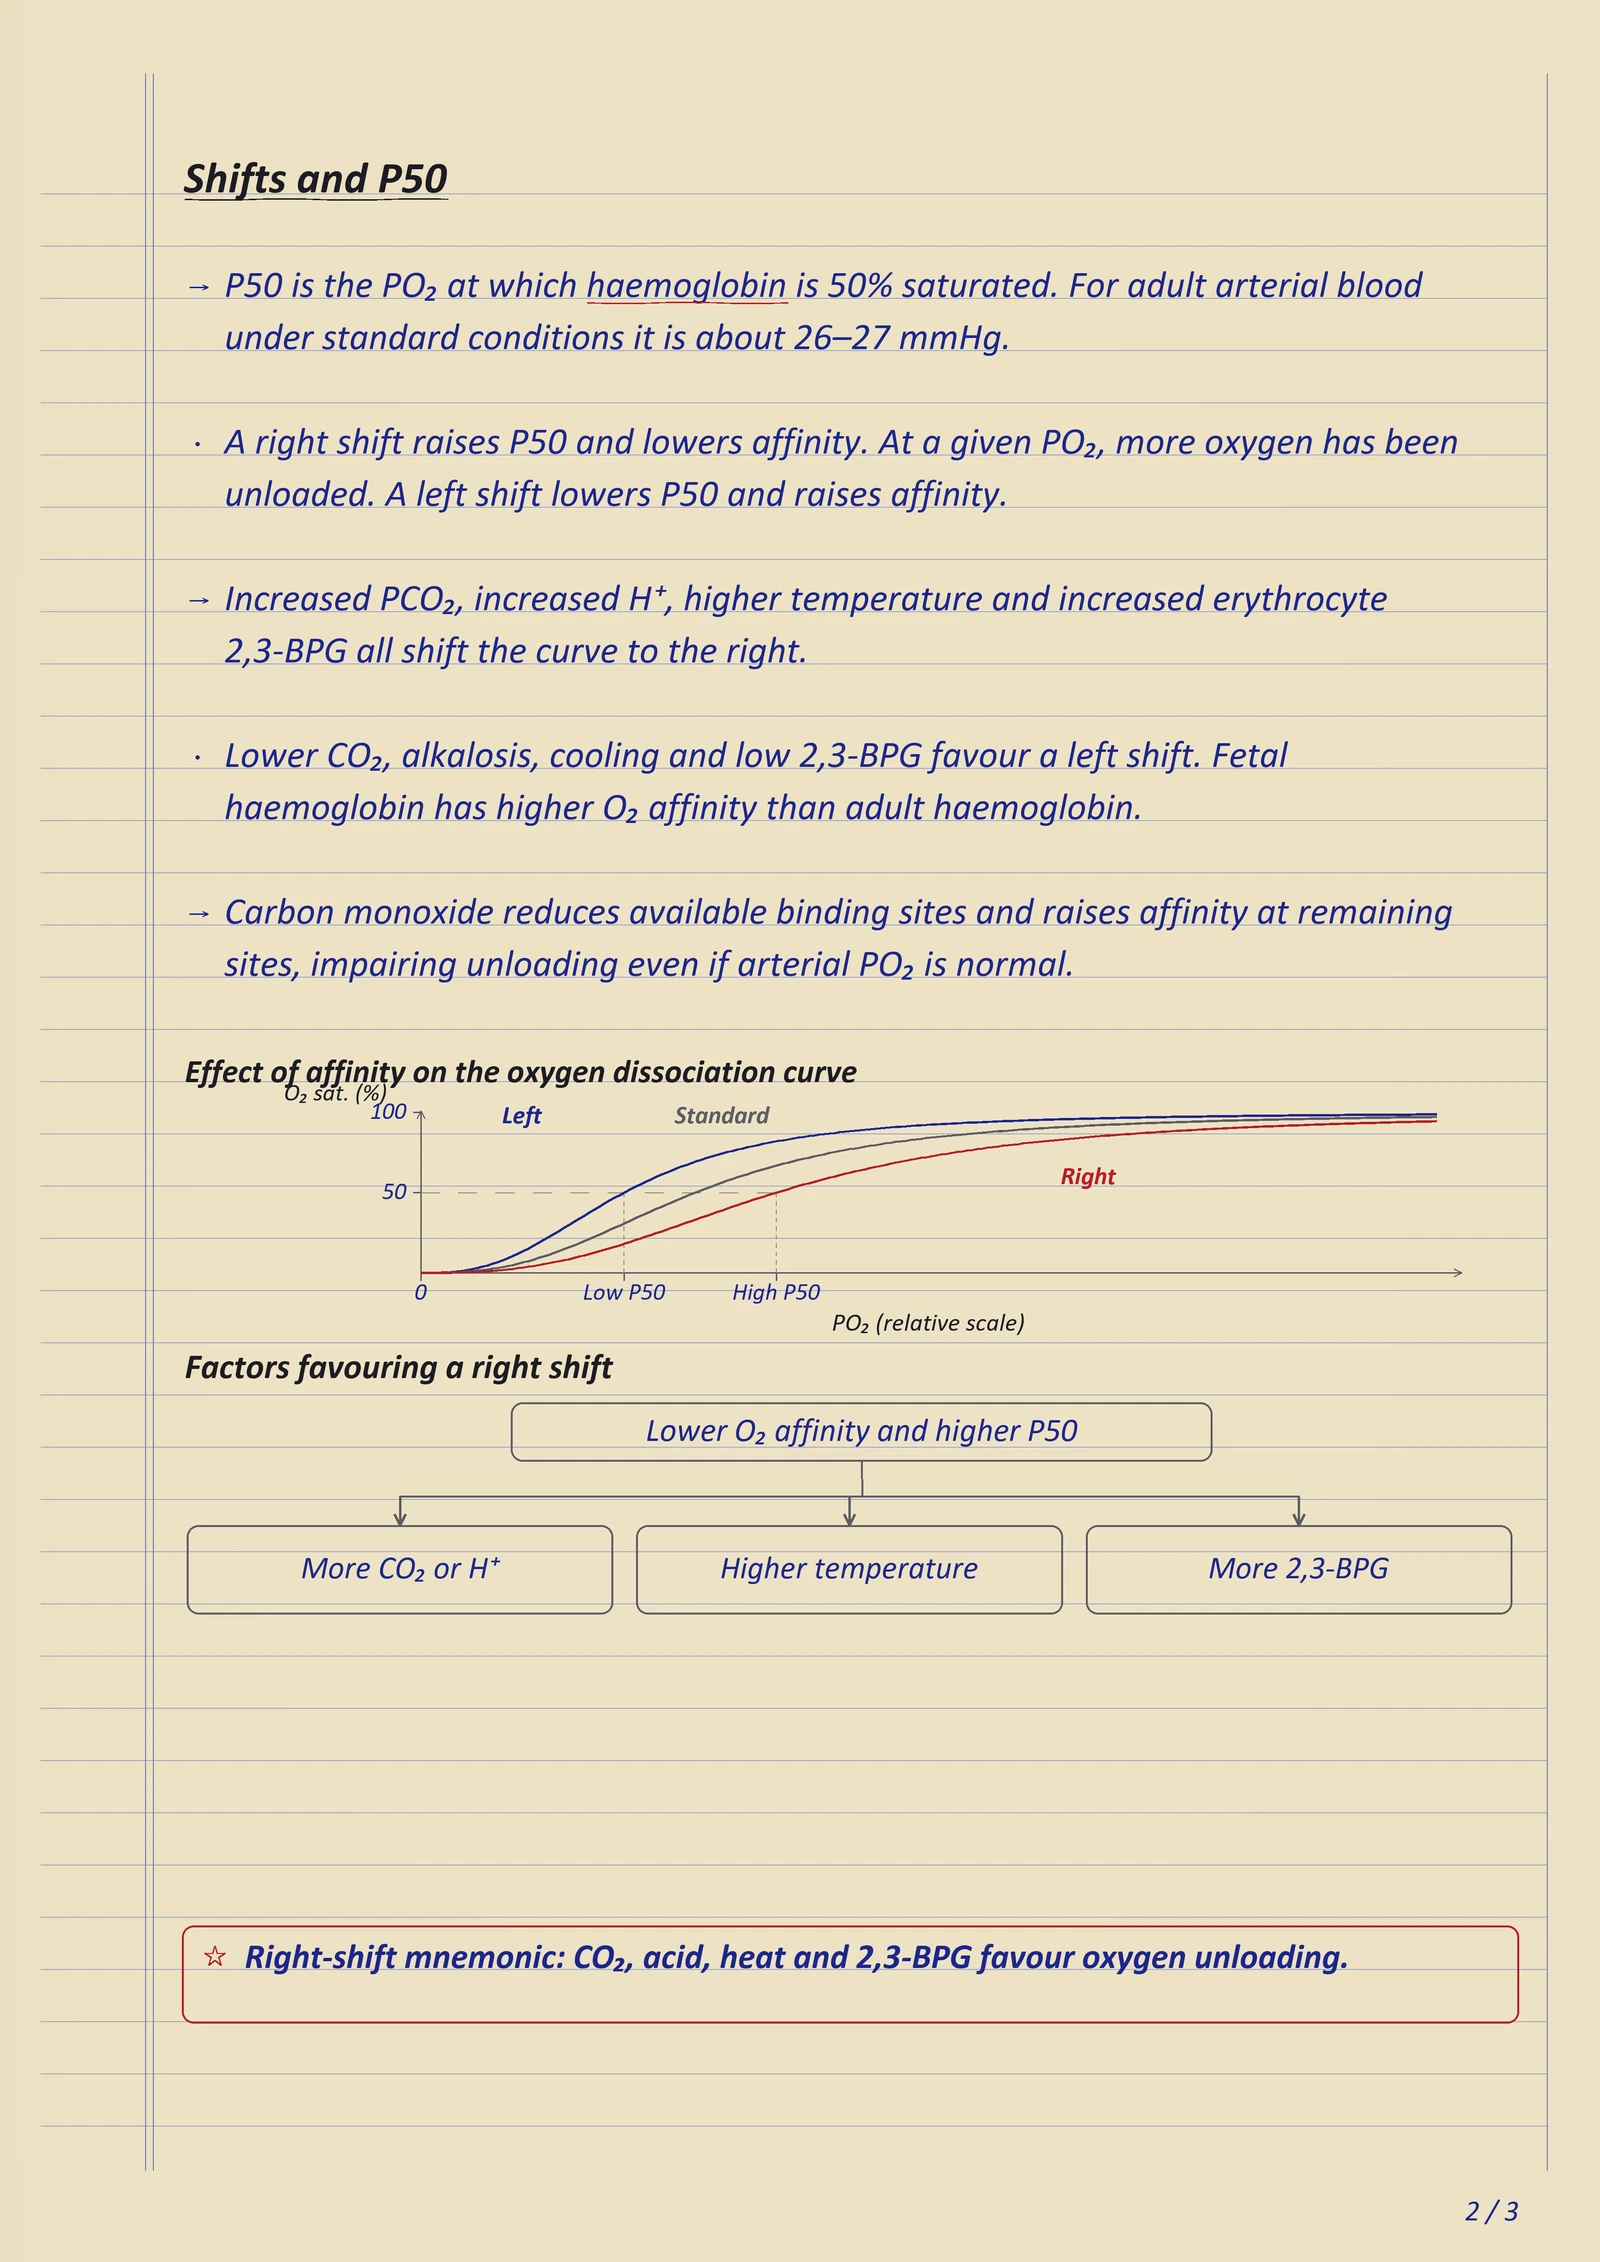 Shifts and P50
→ P50 is the PO₂ at which haemoglobin is 50% saturated. For adult arterial blood
under standard conditions it is about 26–27 mmHg.
· A right shift raises P50 and lowers affinity. At a given PO₂, more oxygen has been
unloaded. A left shift lowers P50 and raises affinity.
→ Increased PCO₂, increased H⁺, higher temperature and increased erythrocyte
2,3-BPG all shift the curve to the right.
· Lower CO₂, alkalosis, cooling and low 2,3-BPG favour a left shift. Fetal
haemoglobin has higher O₂ affinity than adult haemoglobin.
→ Carbon monoxide reduces available binding sites and raises affinity at remaining
sites, impairing unloading even if arterial PO₂ is normal.
Effect of affinity on the oxygen dissociation curve
O₂ sat. (%)
100 Left Standard
Right
50
0 Low P50 High P50
PO₂ (relative scale)
Factors favouring a right shift
Lower O₂ affinity and higher P50
More CO₂ or H⁺ Higher temperature More 2,3-BPG
☆ Right-shift mnemonic: CO₂, acid, heat and 2,3-BPG favour oxygen unloading.
2 / 3